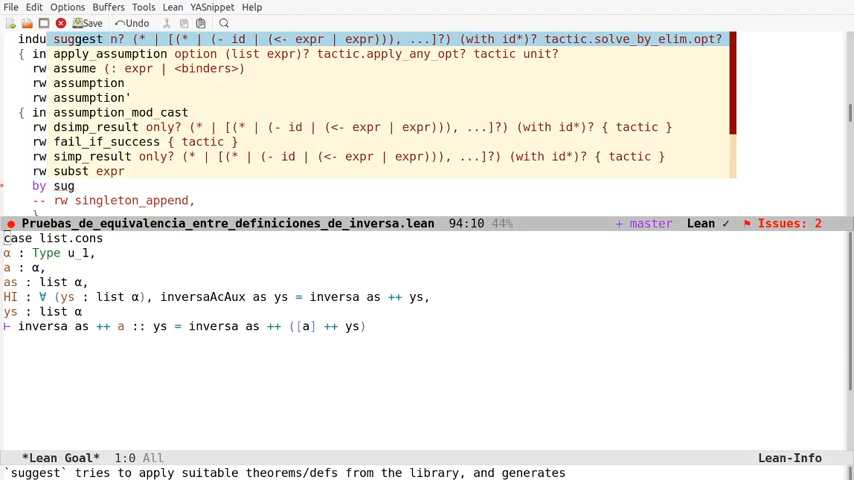 File Edit Options Buffers Tools Lean YASnippet Help
Save Undo
indu suggest n? (* | [(* | (- id | (<- expr | expr))), ...]?) (with id*)? tactic.solve_by_elim.opt?
{ in apply_assumption option (list expr)? tactic.apply_any_opt? tactic unit?
rw assume (: expr | <binders>)
rw assumption
rw assumption'
{ in assumption_mod_cast
rw dsimp_result only? (* | [(* | (- id | (<- expr | expr))), ...]?) (with id*)? { tactic }
rw fail_if_success { tactic }
rw simp_result only? (* | [(* | (- id | (<- expr | expr))), ...]?) (with id*)? { tactic }
rw subst expr
by sug
-- rw singleton_append,
Pruebas_de_equivalencia_entre_definiciones_de_inversa.lean 94:10 44% + master Lean ✓ Issues: 2
case list.cons
α : Type u_1,
a : α,
as : list α,
HI : ∀ (ys : list α), inversaAcAux as ys = inversa as ++ ys,
ys : list α
⊢ inversa as ++ a :: ys = inversa as ++ ([a] ++ ys)
*Lean Goal* 1:0 All Lean-Info
`suggest` tries to apply suitable theorems/defs from the library, and generates